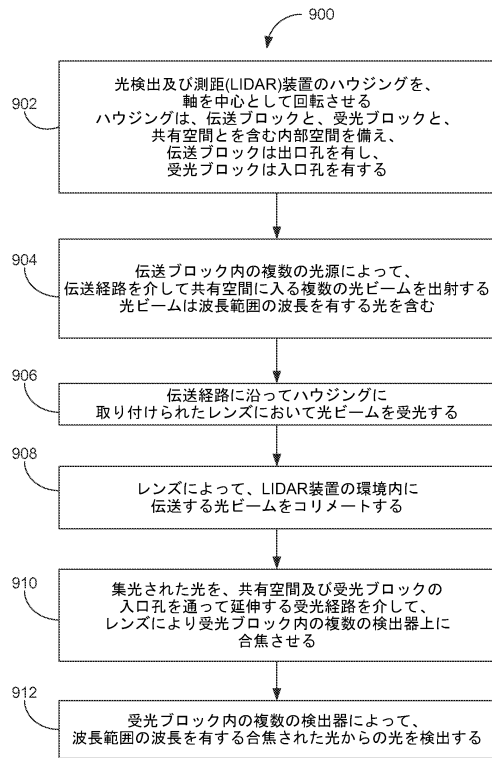 900
902
光検出及び測距(LIDAR)装置のハウジングを、
軸を中心として回転させる
ハウジングは、伝送ブロックと、受光ブロックと、
共有空間とを含む内部空間を備え、
伝送ブロックは出口孔を有し、
受光ブロックは入口孔を有する
904
伝送ブロック内の複数の光源によって、
伝送経路を介して共有空間に入る複数の光ビームを出射する
光ビームは波長範囲の波長を有する光を含む
906
伝送経路に沿ってハウジングに
取り付けられたレンズにおいて光ビームを受光する
908
レンズによって、LIDAR装置の環境内に
伝送する光ビームをコリメートする
910
集光された光を、共有空間及び受光ブロックの
入口孔を通って延伸する受光経路を介して、
レンズにより受光ブロック内の複数の検出器上に
合焦させる
912
受光ブロック内の複数の検出器によって、
波長範囲の波長を有する合焦された光からの光を検出する